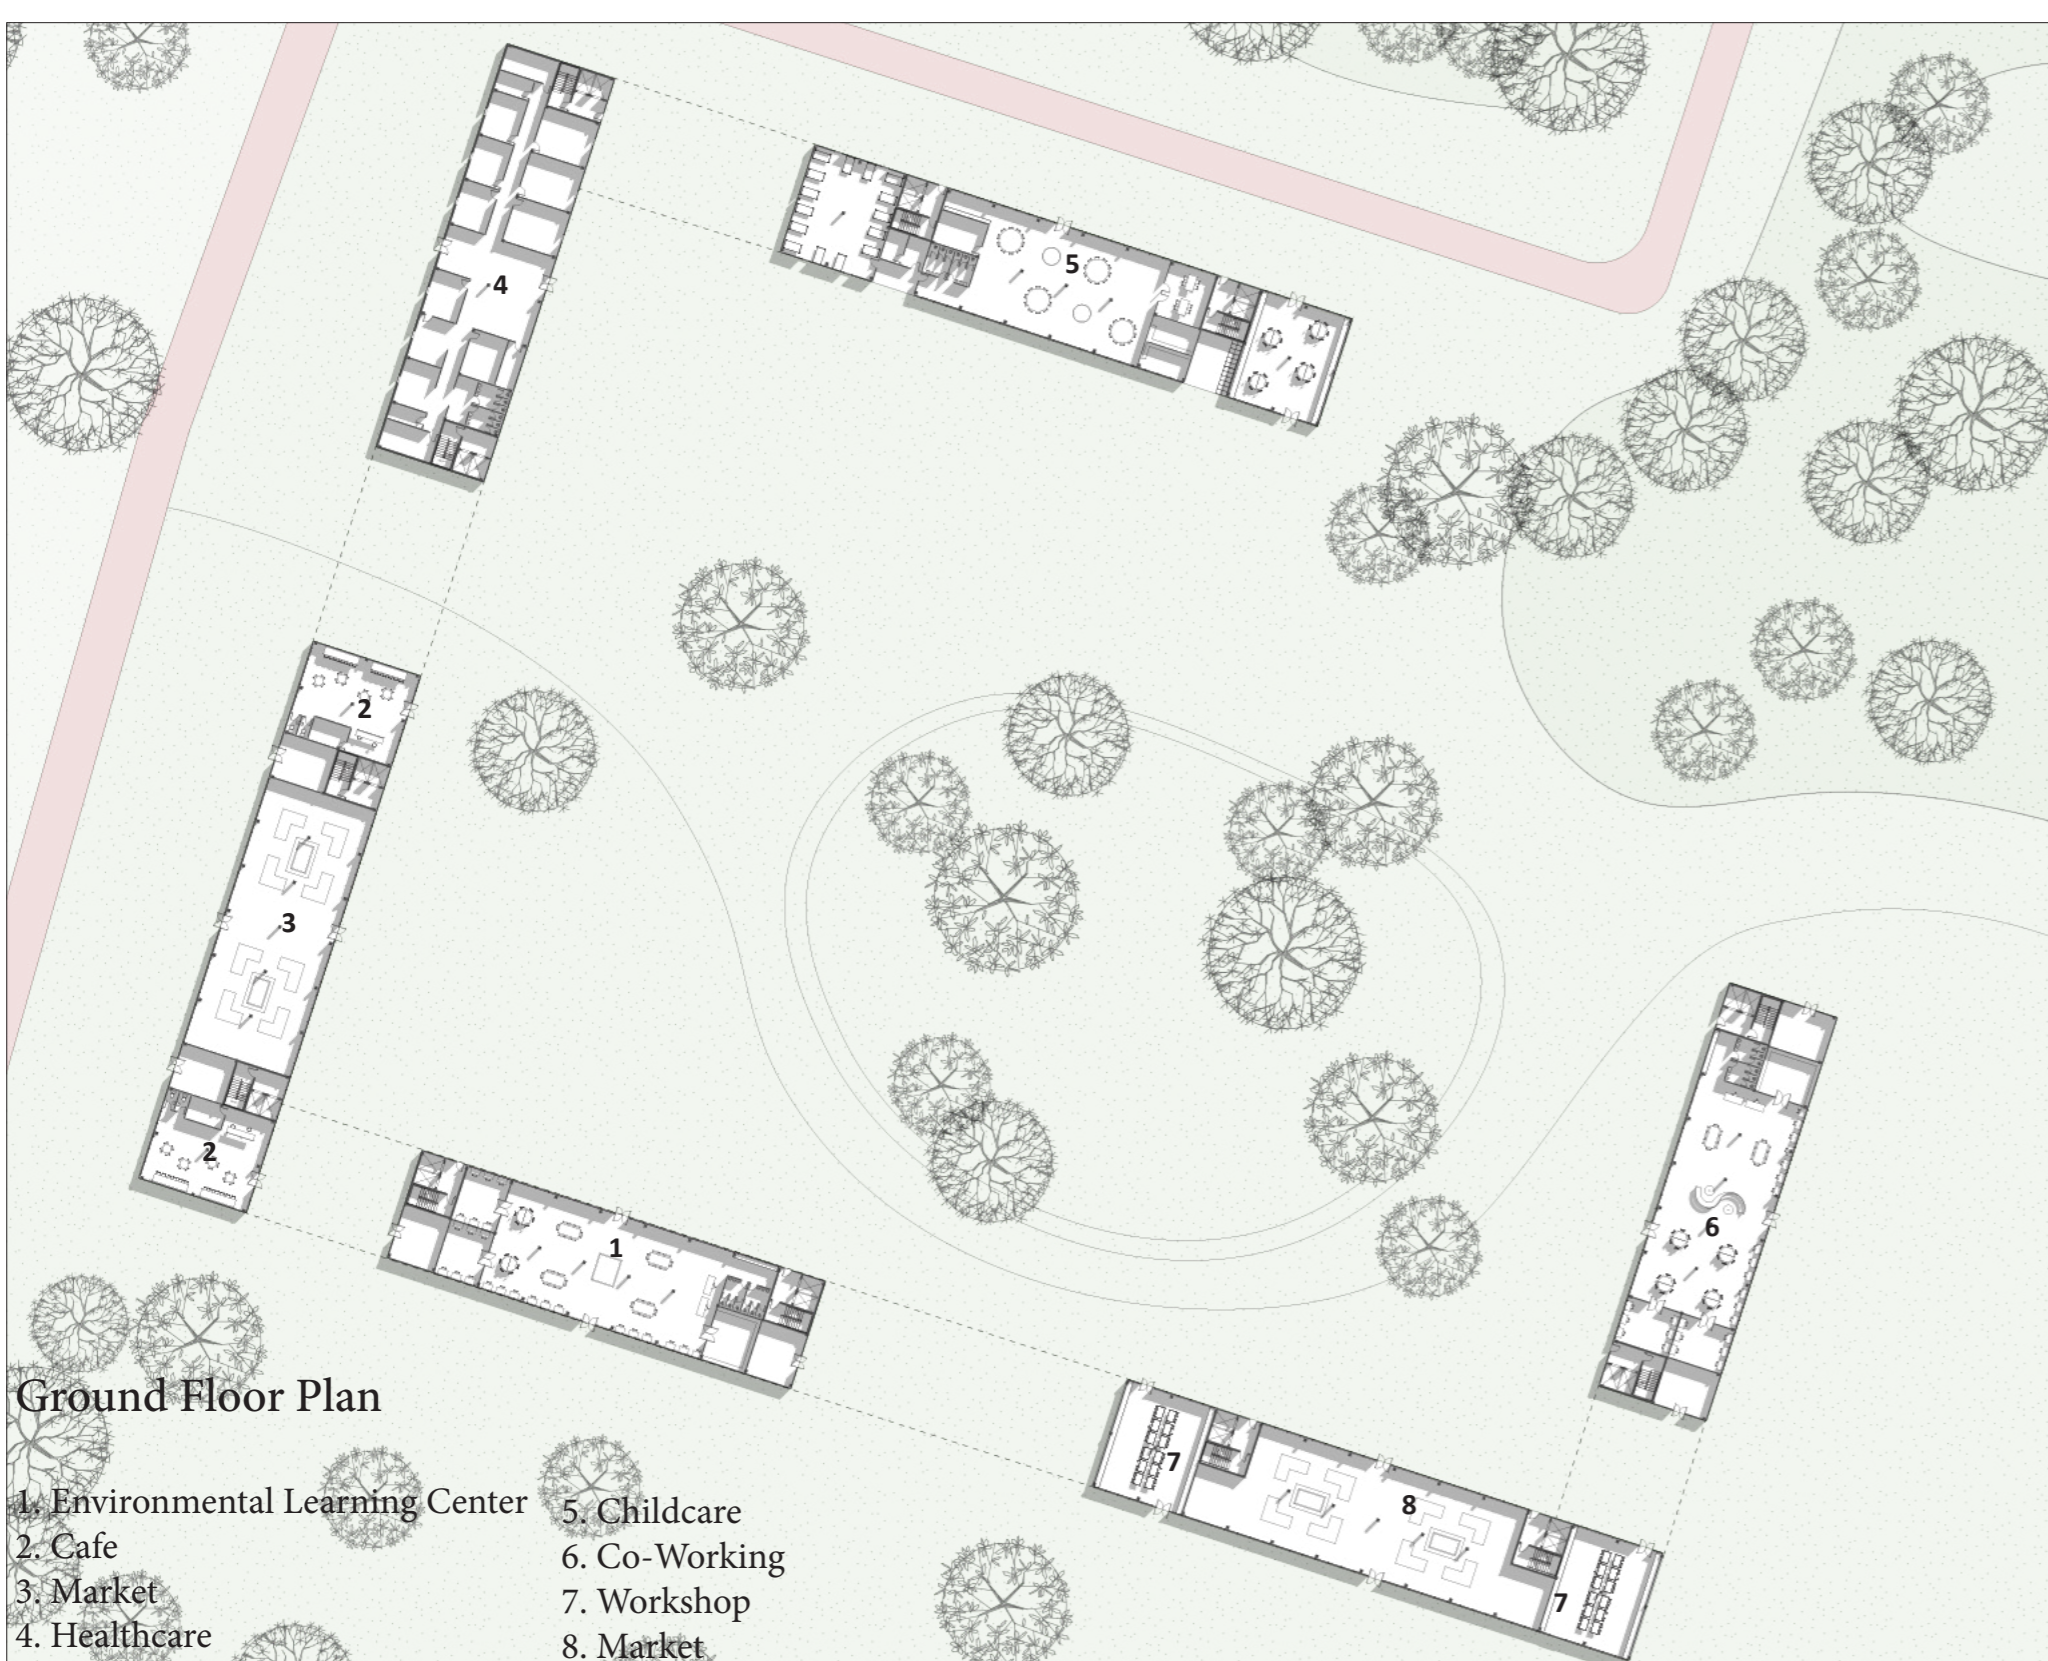 4
5
2
3
2
1
6
7
8
7
Ground Floor Plan
1. Environmental Learning Center
2. Cafe
3. Market
4. Healthcare
5. Childcare
6. Co-Working
7. Workshop
8. Market